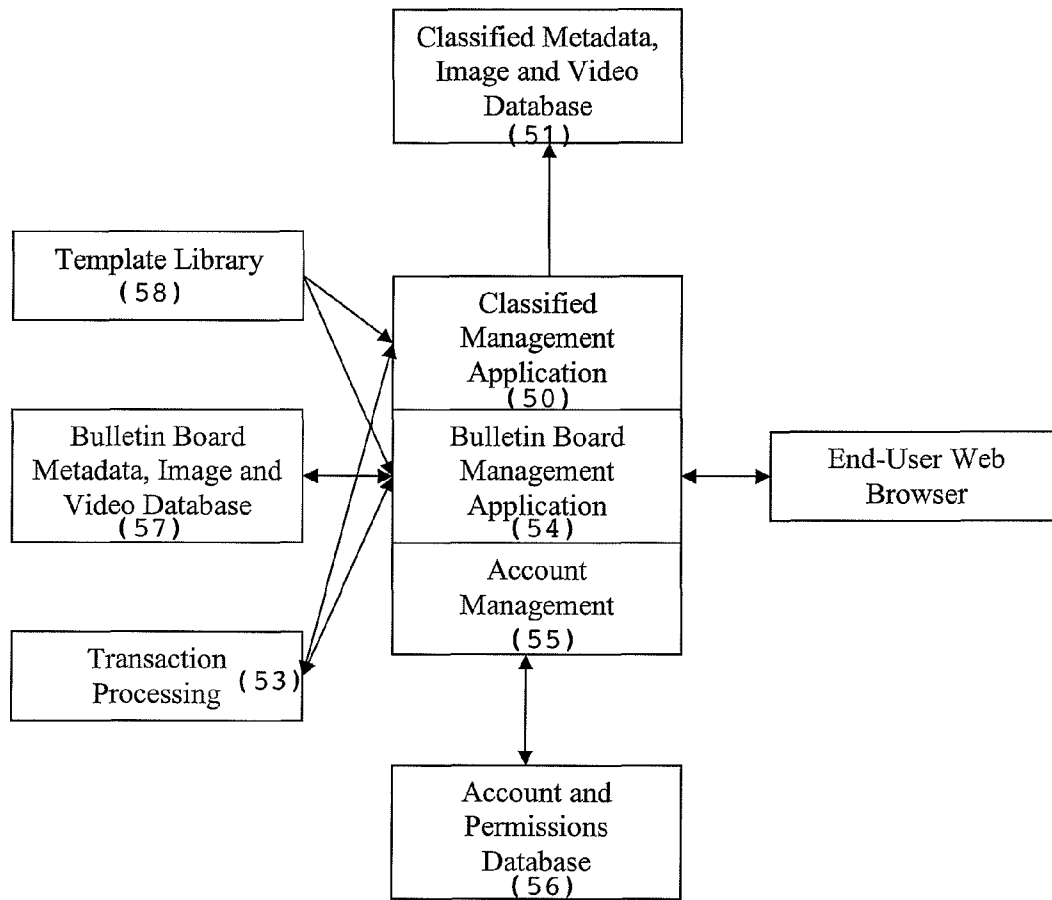 Classified Metadata,
Image and Video
Database
(51)
Template Library
(58)
Classified
Management
Application
(50)
Bulletin Board
Metadata, Image and
Video Database
(57)
Bulletin Board
Management
Application
(54)
End-User Web
Browser
Account
Management
(55)
Transaction
Processing
(53)
Account and
Permissions
Database
(56)